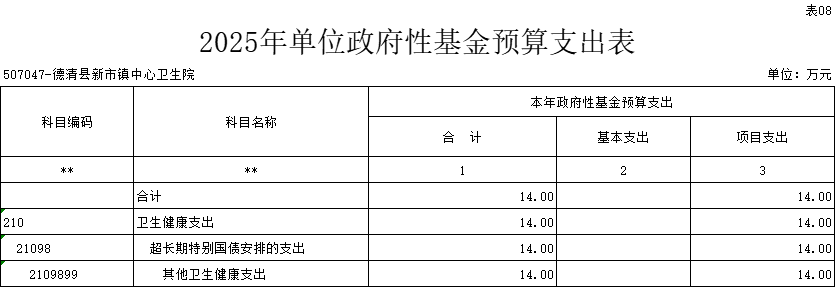 表08
2025年单位政府性基金预算支出表
507047-德清县新市镇中心卫生院 单位：万元
科目编码 科目名称 本年政府性基金预算支出
合 计 基本支出 项目支出
** ** 1 2 3
合计 14.00 14.00
210 卫生健康支出 14.00 14.00
21098 超长期特别国债安排的支出 14.00 14.00
2109899 其他卫生健康支出 14.00 14.00